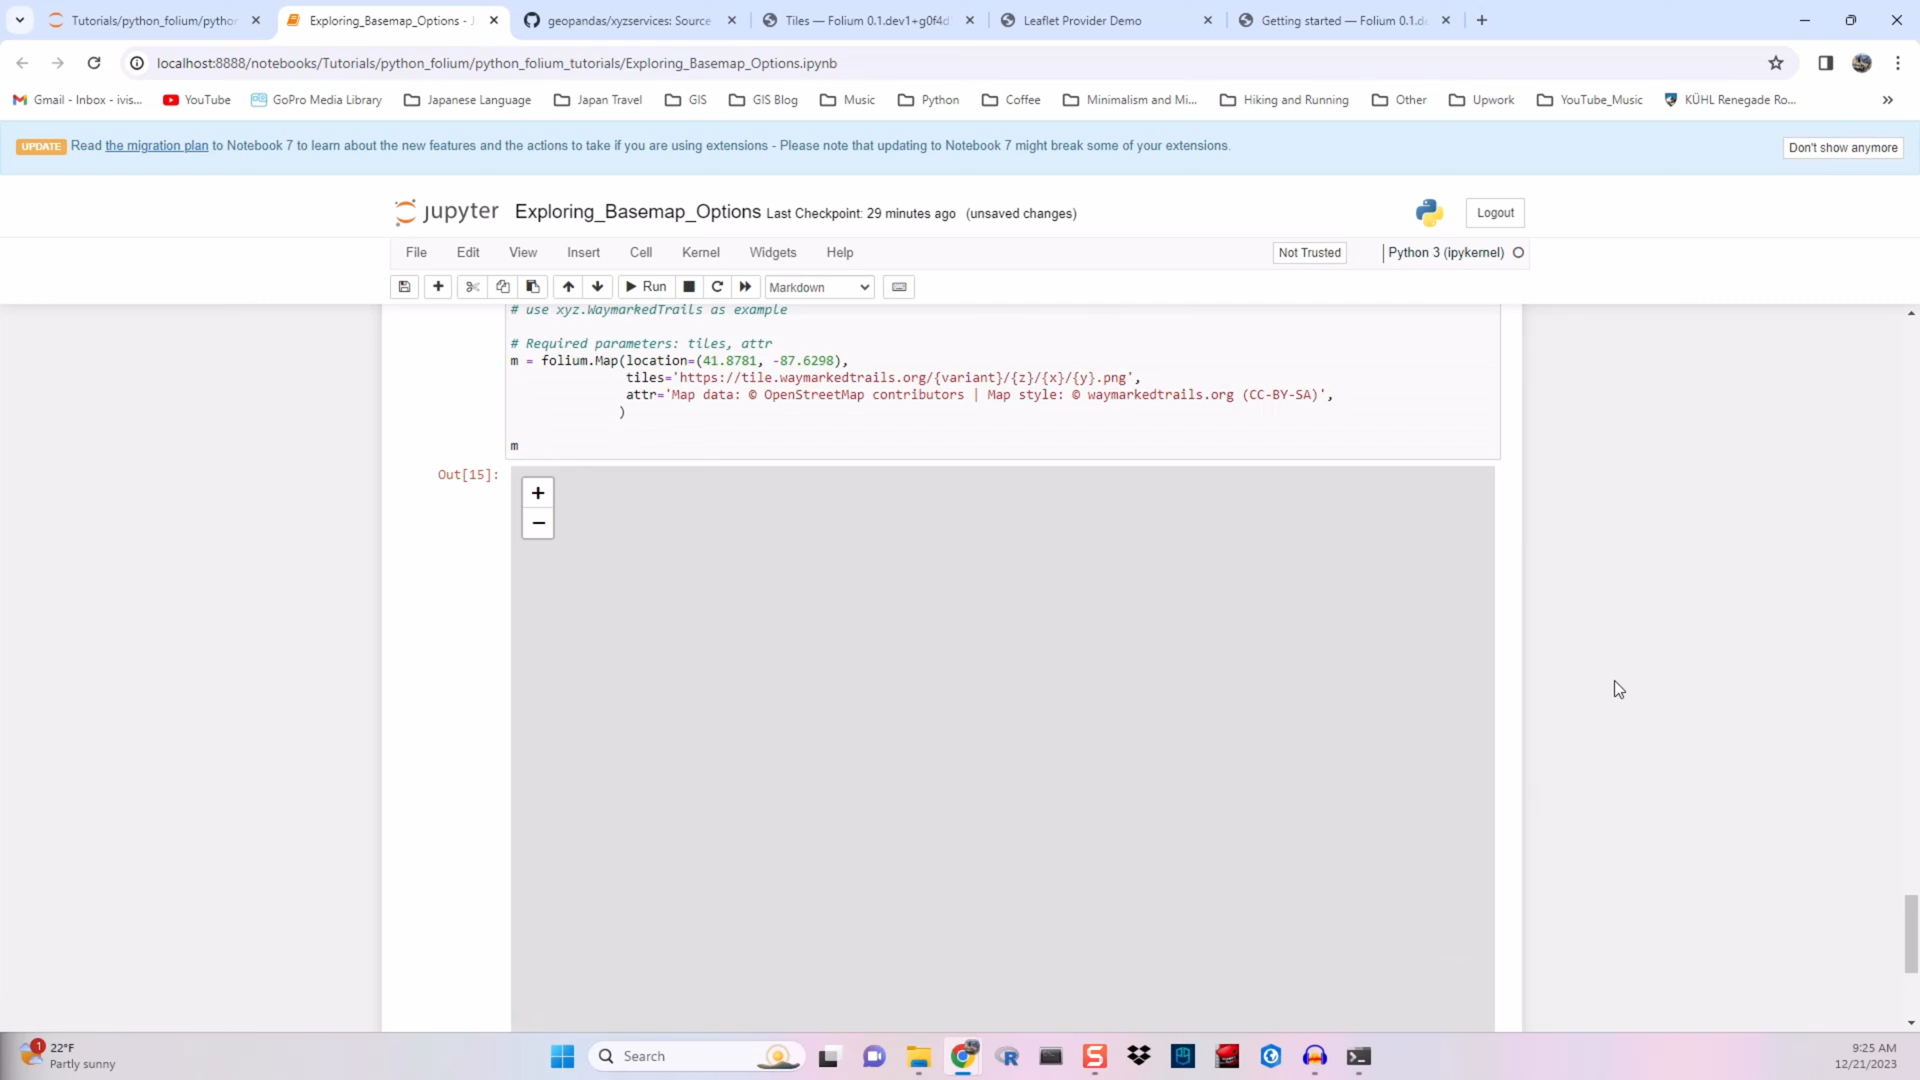 Tutorials/python_folium/python
Exploring_Basemap_Options - J
geopandas/xyzservices: Source
Tiles — Folium 0.1.dev1+g0f4d
Leaflet Provider Demo
Getting started — Folium 0.1.de
localhost:8888/notebooks/Tutorials/python_folium/python_folium_tutorials/Exploring_Basemap_Options.ipynb
Gmail - Inbox - ivis...
YouTube
GoPro Media Library
Japanese Language
Japan Travel
GIS
GIS Blog
Music
Python
Coffee
Minimalism and Mi...
Hiking and Running
Other
Upwork
YouTube_Music
KÜHL Renegade Ro...
UPDATE Read the migration plan to Notebook 7 to learn about the new features and the actions to take if you are using extensions - Please note that updating to Notebook 7 might break some of your extensions.
Don't show anymore
jupyter Exploring_Basemap_Options Last Checkpoint: 29 minutes ago (unsaved changes)
Logout
File Edit View Insert Cell Kernel Widgets Help
Not Trusted
Python 3 (ipykernel)
Run
Markdown
# use xyz.WaymarkedTrails as example
# Required parameters: tiles, attr
m = folium.Map(location=(41.8781, -87.6298),
tiles='https://tile.waymarkedtrails.org/{variant}/{z}/{x}/{y}.png',
attr='Map data: © OpenStreetMap contributors | Map style: © waymarkedtrails.org (CC-BY-SA)',
)
m
Out[15]:
+
−
1
22°F
Partly sunny
Search
9:25 AM
12/21/2023